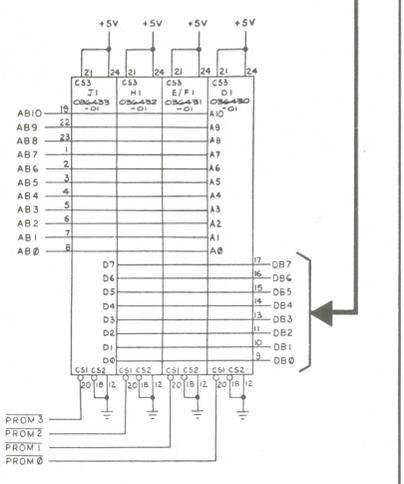 +5V +5V +5V +5V
21 24 21 24 21 24 21 24
CS3 CS3 CS3 CS3
J1 H1 E/F1 D1
036433 036432 036431 036430
-01 -01 -01 -01
AB10 19 A10
AB9 22 A9
AB8 23 A8
AB7 1 A7
AB6 2 A6
AB5 3 A5
AB4 4 A4
AB3 5 A3
AB2 6 A2
AB1 7 A1
AB0 8 A0
D7 17 DB7
D6 16 DB6
D5 15 DB5
D4 14 DB4
D3 13 DB3
D2 11 DB2
D1 10 DB1
D0 9 DB0
CS1 CS2 CS1 CS2 CS1 CS2 CS1 CS2
20 18 12 20 18 12 20 18 12 20 18 12
PROM 3
PROM 2
PROM 1
PROM 0